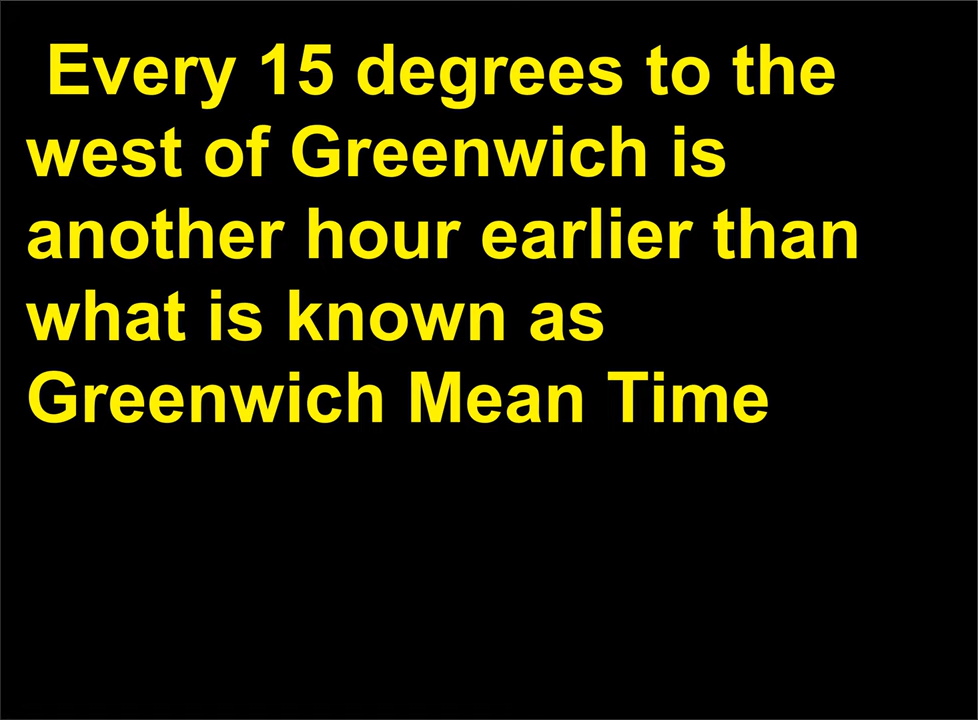 Every 15 degrees to the
west of Greenwich is
another hour earlier than
what is known as
Greenwich Mean Time